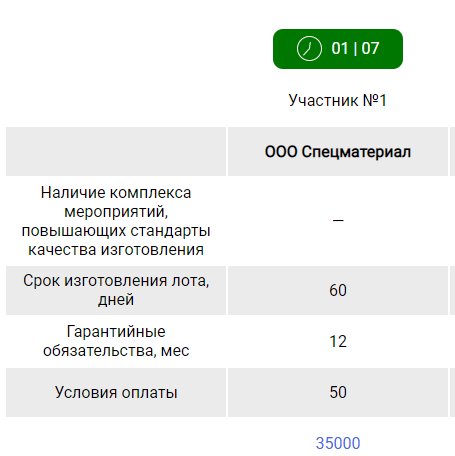 01 | 07
Участник №1
ООО Спецматериал
Наличие комплекса
мероприятий,
повышающих стандарты
качества изготовления
—
Срок изготовления лота,
дней
60
Гарантийные
обязательства, мес
12
Условия оплаты
50
35000